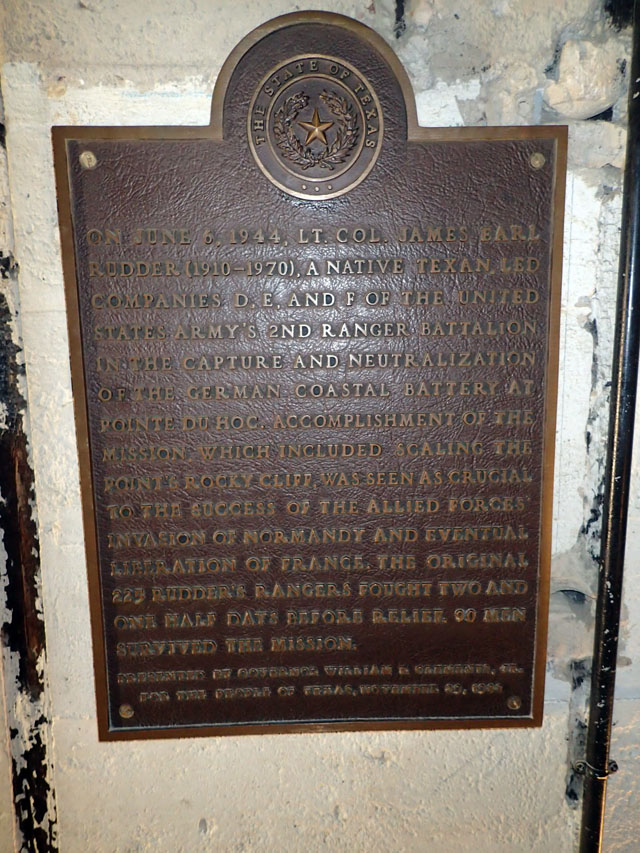 THE STATE OF TEXAS
ON JUNE 6, 1944, LT. COL. JAMES EARL
RUDDER (1910–1970), A NATIVE TEXAN, LED
COMPANIES D, E, AND F OF THE UNITED
STATES ARMY'S 2ND RANGER BATTALION
IN THE CAPTURE AND NEUTRALIZATION
OF THE GERMAN COASTAL BATTERY AT
POINTE DU HOC. ACCOMPLISHMENT OF THE
MISSION, WHICH INCLUDED SCALING THE
POINT'S ROCKY CLIFF, WAS SEEN AS CRUCIAL
TO THE SUCCESS OF THE ALLIED FORCES'
INVASION OF NORMANDY AND EVENTUAL
LIBERATION OF FRANCE. THE ORIGINAL
225 RUDDER'S RANGERS FOUGHT TWO AND
ONE HALF DAYS BEFORE RELIEF. 90 MEN
SURVIVED THE MISSION.
PRESENTED BY GOVERNOR WILLIAM P. CLEMENTS, JR.
FOR THE PEOPLE OF TEXAS, NOVEMBER